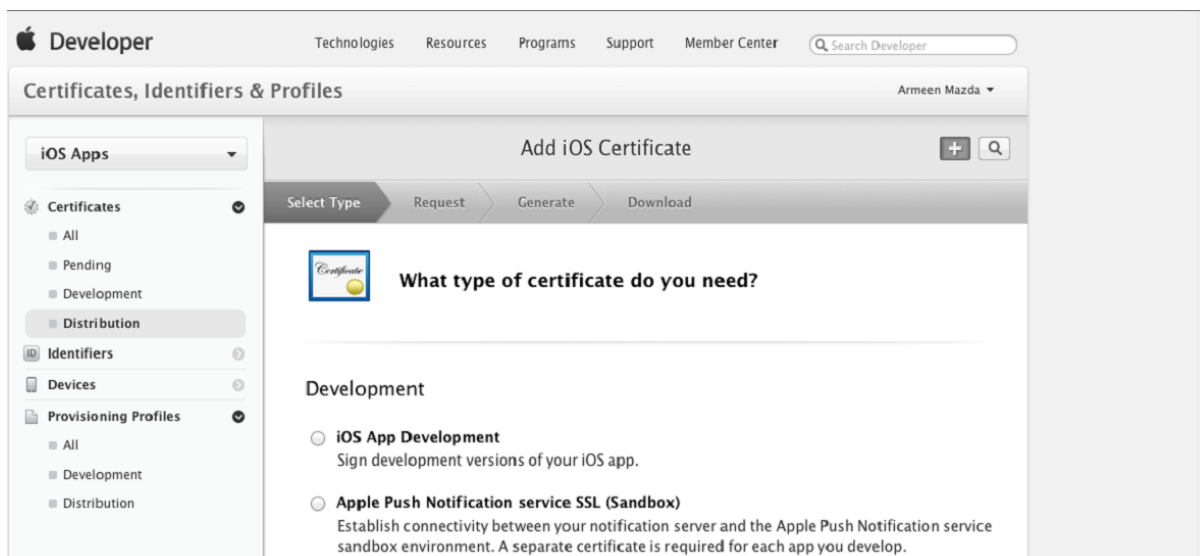 Developer
Technologies Resources Programs Support Member Center Search Developer
Certificates, Identifiers & Profiles
Armeen Mazda
iOS Apps
Add iOS Certificate
Certificates
All
Pending
Development
Distribution
ID Identifiers
Devices
Provisioning Profiles
All
Development
Distribution
Select Type Request Generate Download
Certificate
What type of certificate do you need?
Development
iOS App Development
Sign development versions of your iOS app.
Apple Push Notification service SSL (Sandbox)
Establish connectivity between your notification server and the Apple Push Notification service
sandbox environment. A separate certificate is required for each app you develop.